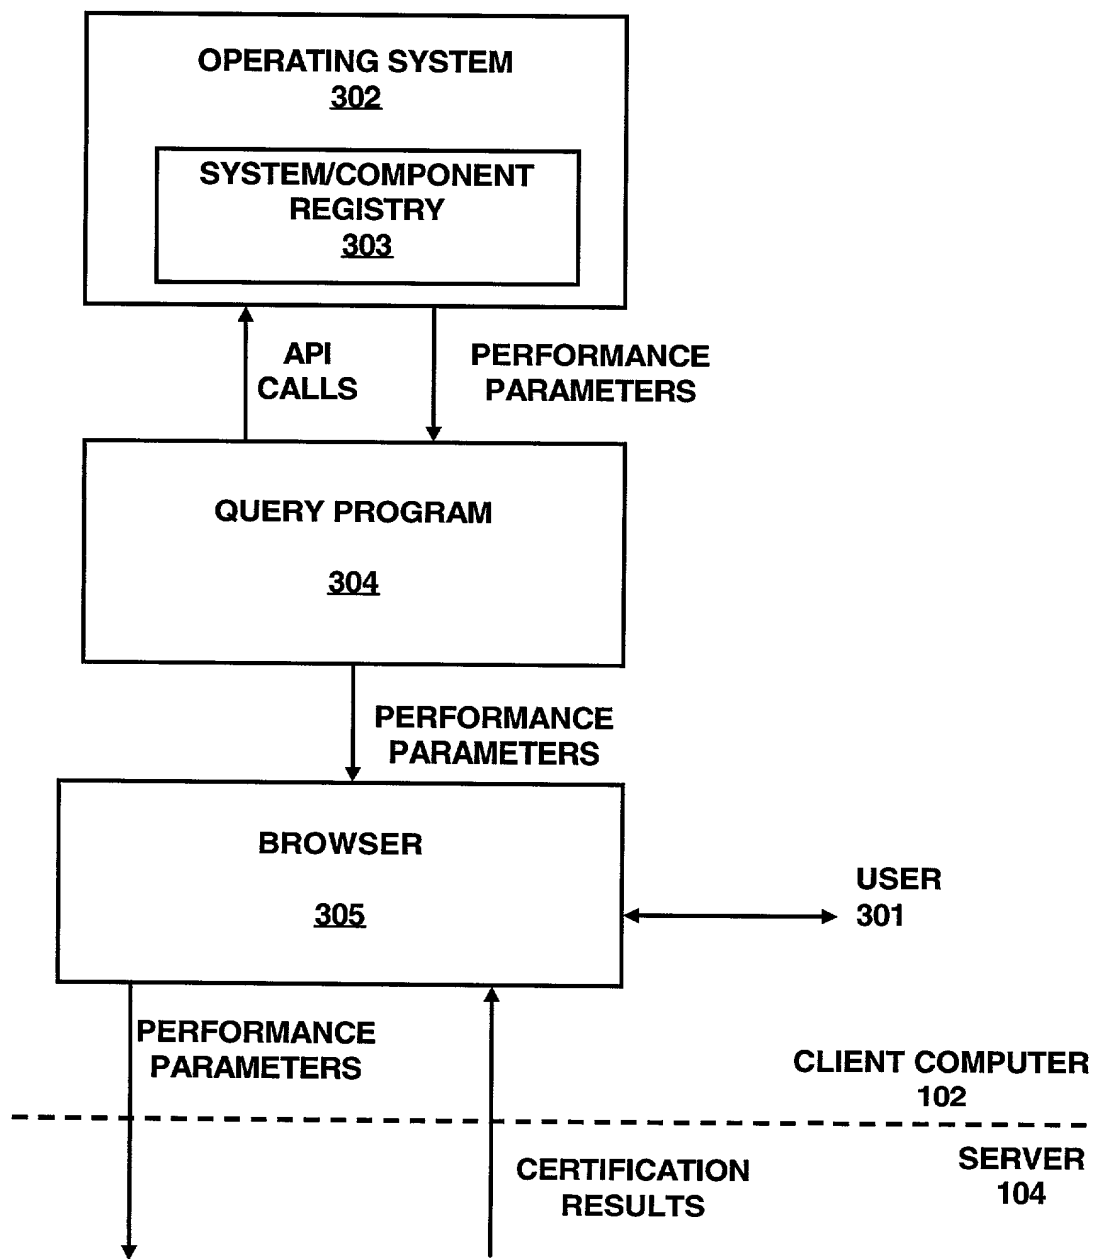 OPERATING SYSTEM
302
SYSTEM/COMPONENT
REGISTRY
303
API
CALLS
PERFORMANCE
PARAMETERS
QUERY PROGRAM
304
PERFORMANCE
PARAMETERS
BROWSER
305
USER
301
PERFORMANCE
PARAMETERS
CLIENT COMPUTER
102
CERTIFICATION
RESULTS
SERVER
104